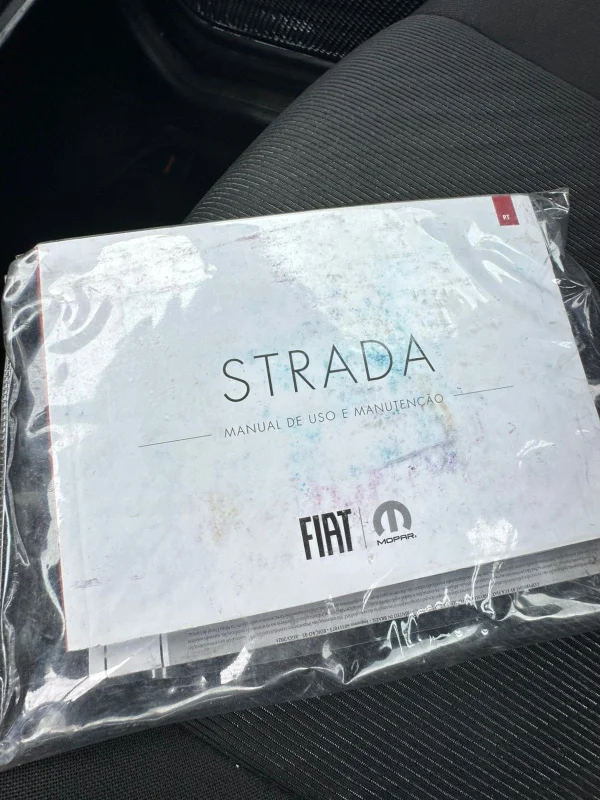 PT
STRADA
MANUAL DE USO E MANUTENÇÃO
FIAT
MOPAR